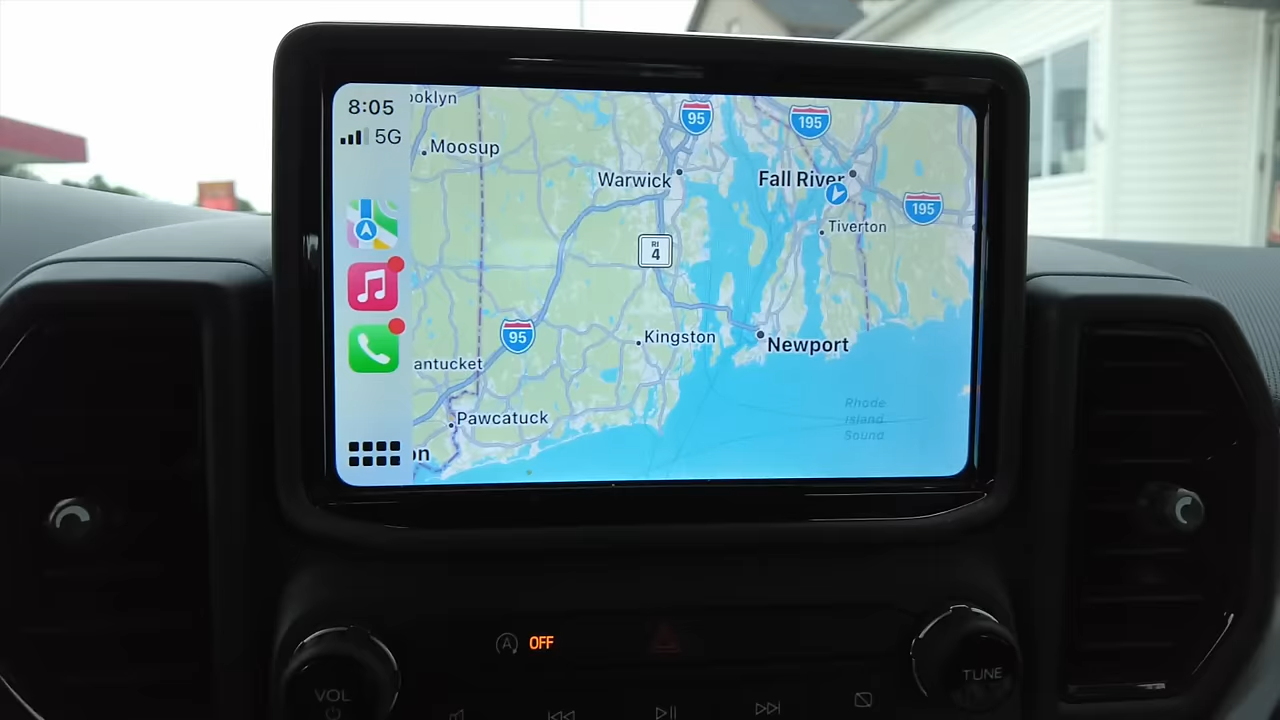 8:05
5G
ooklyn
Moosup
Warwick
95
195
Fall River
195
Tiverton
RI
4
95
Kingston
Newport
antucket
Pawcatuck
on
Rhode
Island
Sound
A OFF
VOL
TUNE